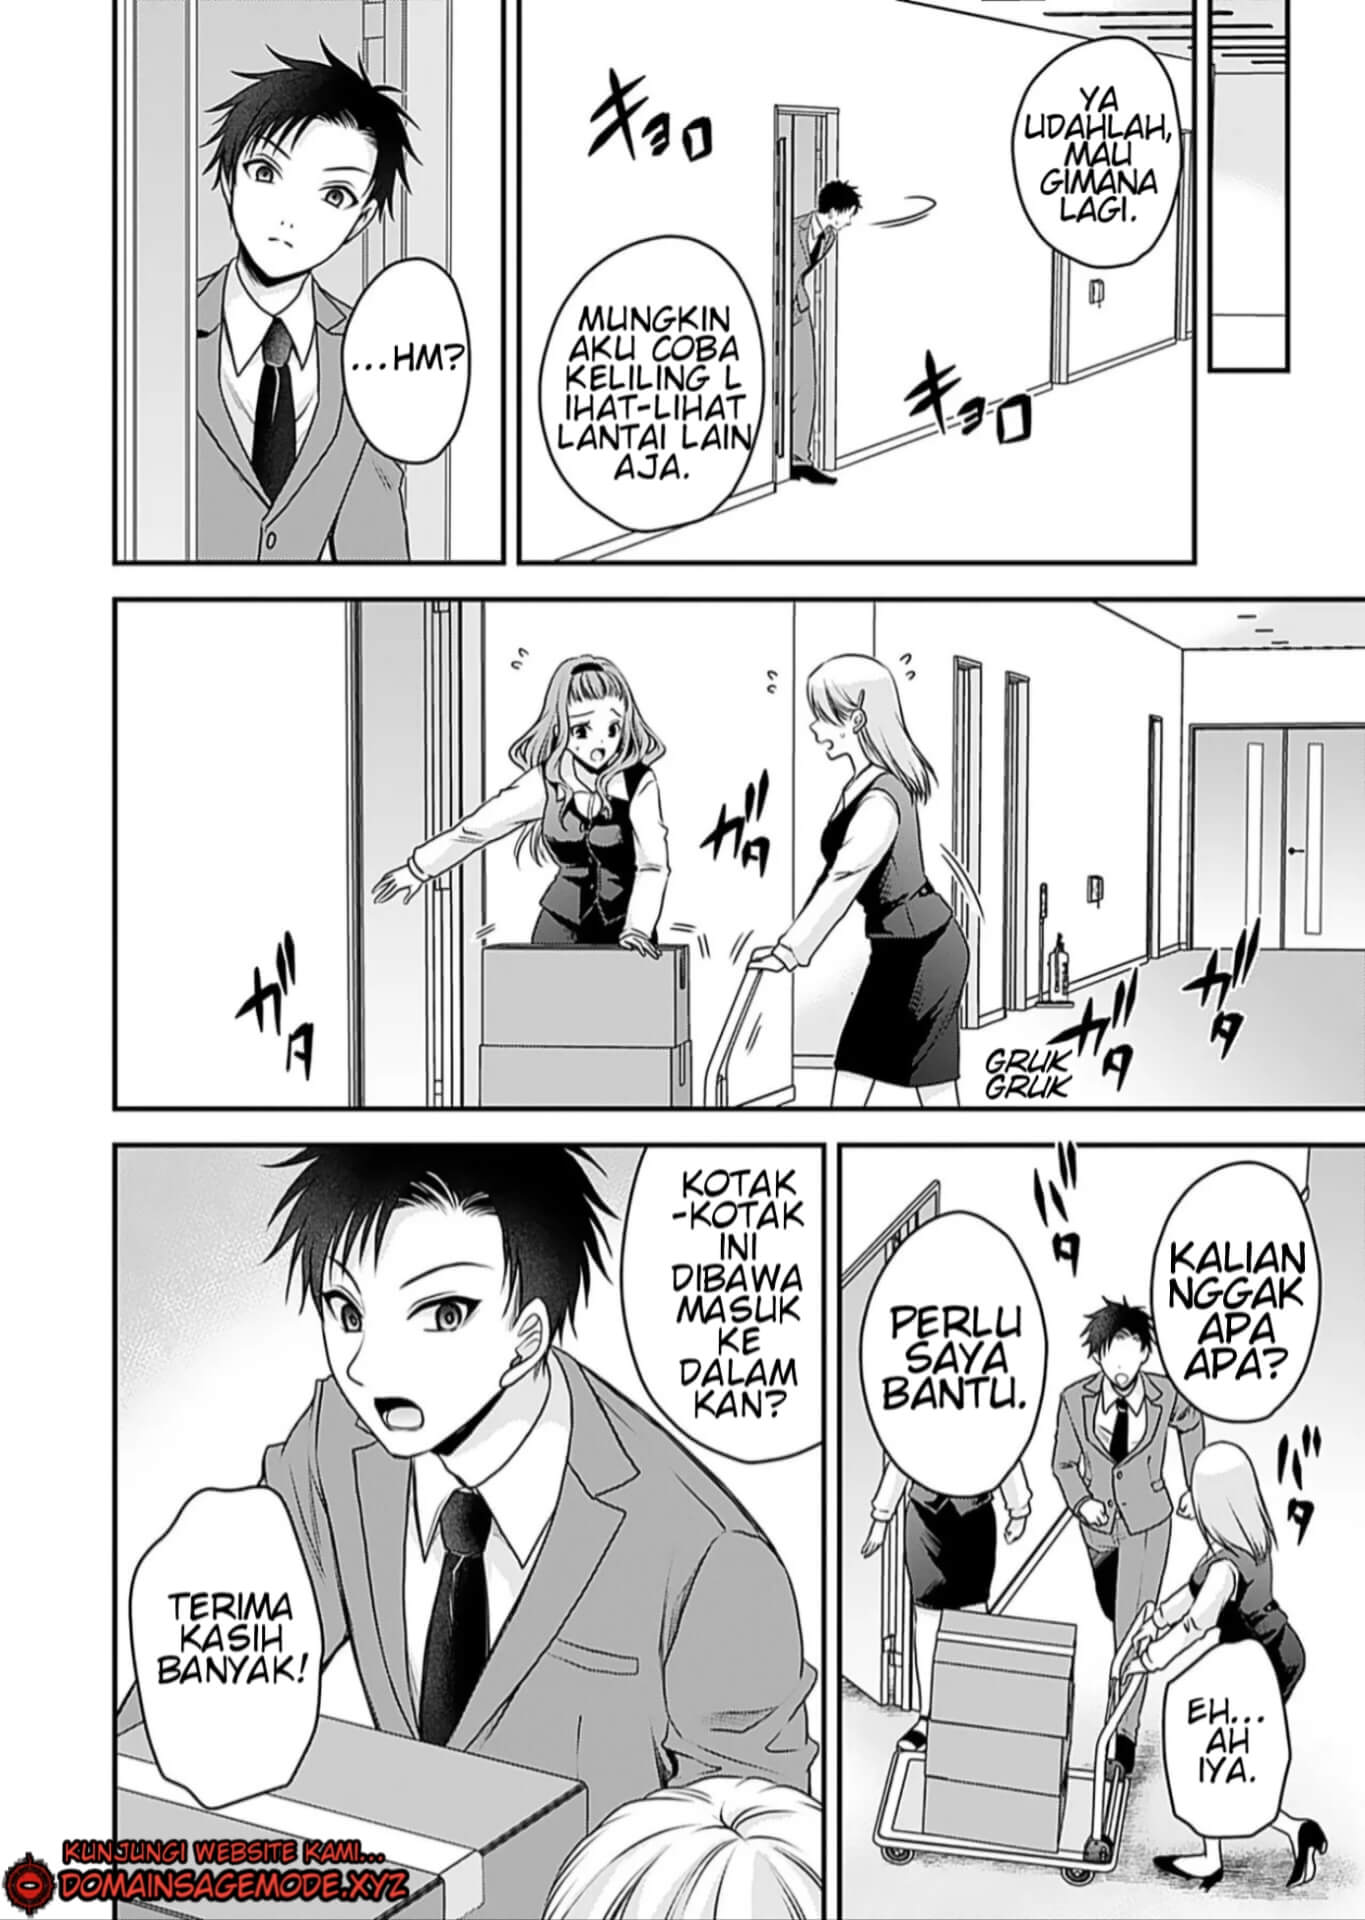 YA
UDAHLAH,
MAU
GIMANA
LAGI.
キョロ
MUNGKIN
AKU COBA
KELILING L
IHAT-LIHAT
LANTAI LAIN
AJA.
キョロ
...HM?
ガタ
ガタ
ガタ
ガタ
GRUK
GRUK
KALIAN
NGGAK
APA
APA?
ガタ
PERLU
SAYA
BANTU.
ガタ
EH...
AH
IYA.
KOTAK
-KOTAK
INI
DIBAWA
MASUK
KE
DALAM
KAN?
TERIMA
KASIH
BANYAK!
KUNJUNGI WEBSITE KAMI...
DOMAINSAGEMODE.XYZ